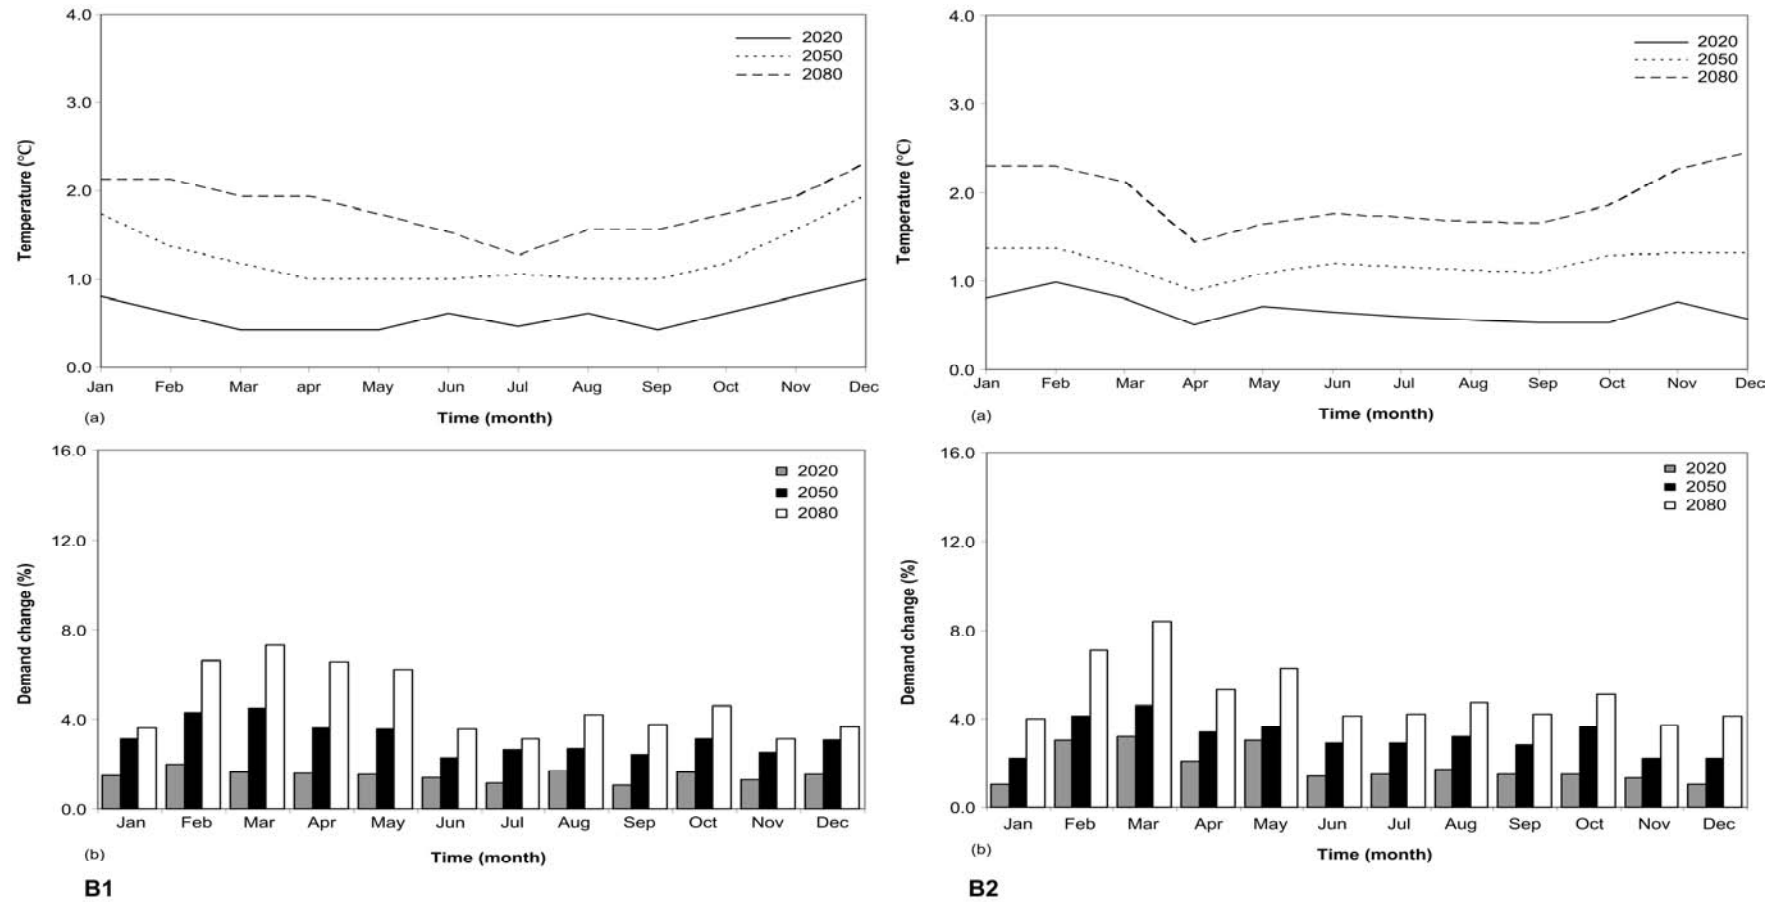 4.0
3.0
2.0
1.0
0.0
Temperature (°C)
2020
2050
2080
Jan Feb Mar apr May Jun Jul Aug Sep Oct Nov Dec
(a)
Time (month)
4.0
3.0
2.0
1.0
0.0
Temperature (°C)
2020
2050
2080
Jan Feb Mar Apr May Jun Jul Aug Sep Oct Nov Dec
(a)
Time (month)
16.0
12.0
8.0
4.0
0.0
Demand change (%)
2020
2050
2080
Jan Feb Mar Apr May Jun Jul Aug Sep Oct Nov Dec
(b)
Time (month)
B1
16.0
12.0
8.0
4.0
0.0
Demand change (%)
2020
2050
2080
Jan Feb Mar Apr May Jun Jul Aug Sep Oct Nov Dec
(b)
Time (month)
B2